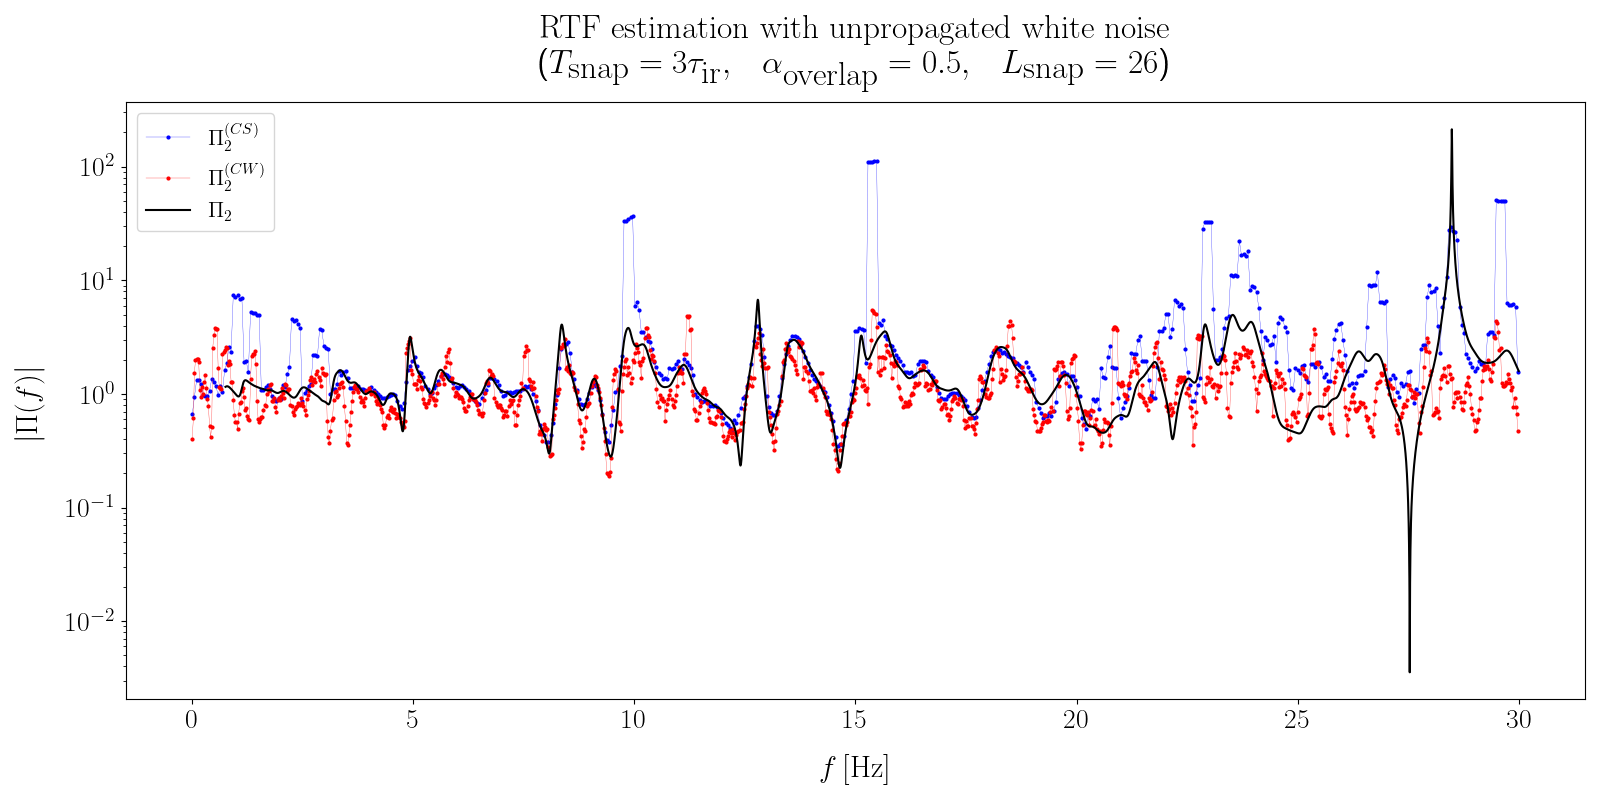 RTF estimation with unpropagated white noise
(T_snap = 3τ_ir,   α_overlap = 0.5,   L_snap = 26)
Π_2^(CS)
Π_2^(CW)
Π_2
|Π(f)|
10^2
10^1
10^0
10^−1
10^−2
0 5 10 15 20 25 30
f [Hz]